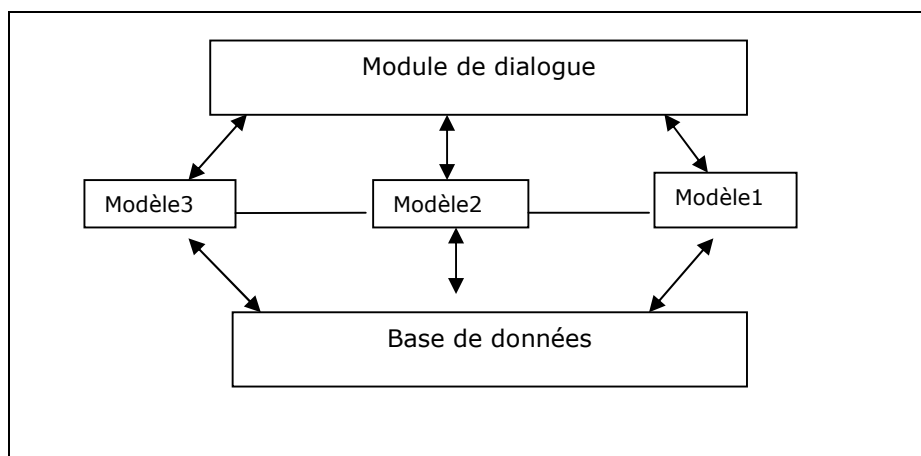 Module de dialogue
Modèle3
Modèle2
Modèle1
Base de données